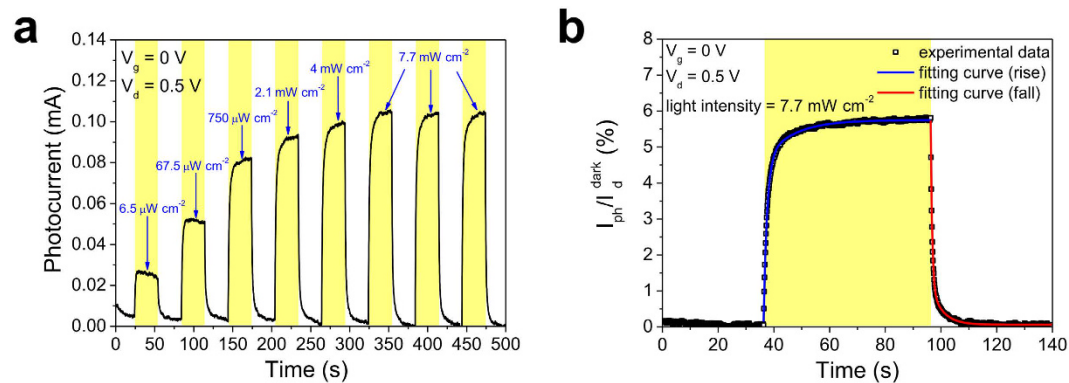 a
V_g = 0 V
V_d = 0.5 V
6.5 μW cm⁻²
67.5 μW cm⁻²
750 μW cm⁻²
2.1 mW cm⁻²
4 mW cm⁻²
7.7 mW cm⁻²
Photocurrent (mA)
0.14
0.12
0.10
0.08
0.06
0.04
0.02
0.00
0 50 100 150 200 250 300 350 400 450 500
Time (s)
b
V_g = 0 V
V_d = 0.5 V
light intensity = 7.7 mW cm⁻²
experimental data
fitting curve (rise)
fitting curve (fall)
I_ph/I_d^dark (%)
8
7
6
5
4
3
2
1
0
0 20 40 60 80 100 120 140
Time (s)